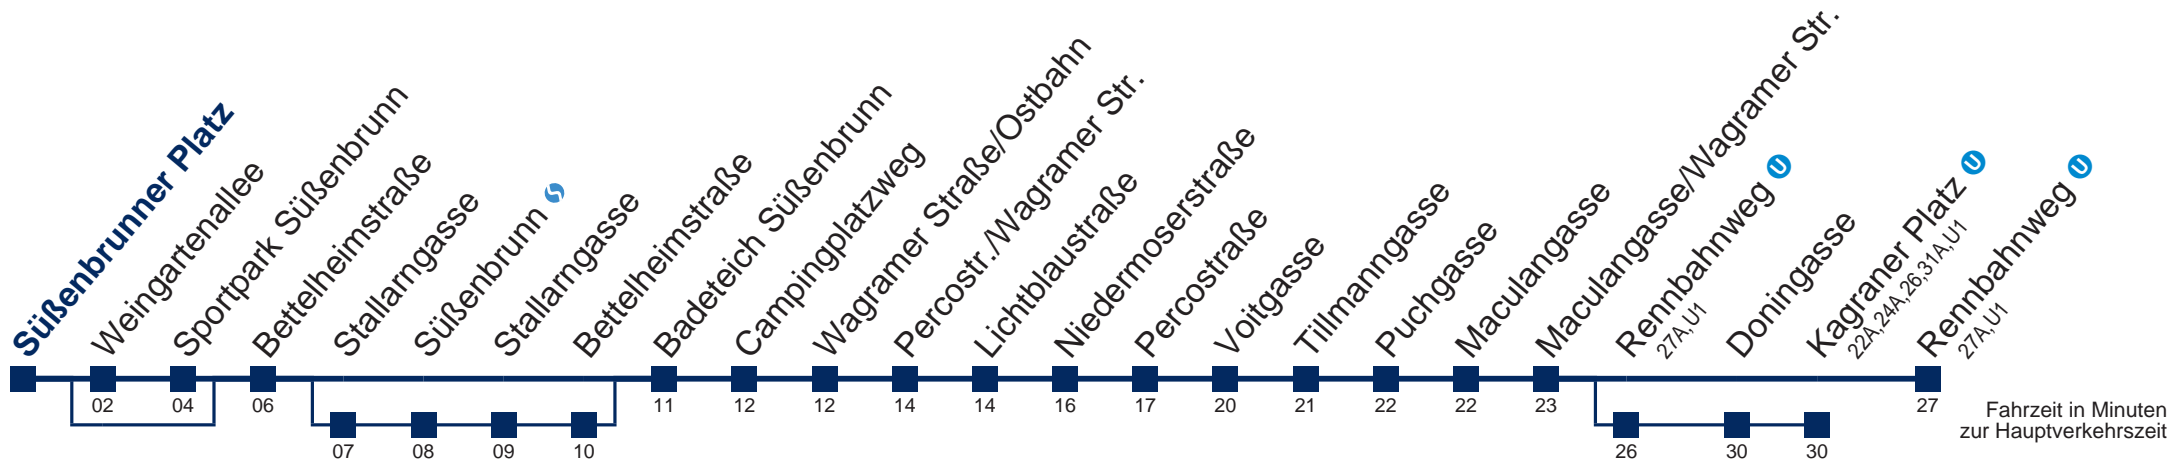 Süßenbrunner Platz
Weingartenallee
Sportpark Süßenbrunn
Bettelheimstraße
Stallarngasse
Süßenbrunn S
Stallarngasse
Bettelheimstraße
Badeteich Süßenbrunn
Campingplatzweg
Wagramer Straße/Ostbahn
Percostr./Wagramer Str.
Lichtblaustraße
Niedermoserstraße
Percostraße
Voitgasse
Tillmanngasse
Puchgasse
Maculangasse
Maculangasse/Wagramer Str.
Rennbahnweg U
27A,U1
Doningasse
Kagraner Platz U
22A,24A,26,31A,U1
Rennbahnweg U
27A,U1
02 04 06 11 12 12 14 14 16 17 20 21 22 22 23 27
07 08 09 10 26 30 30
Fahrzeit in Minuten
zur Hauptverkehrszeit